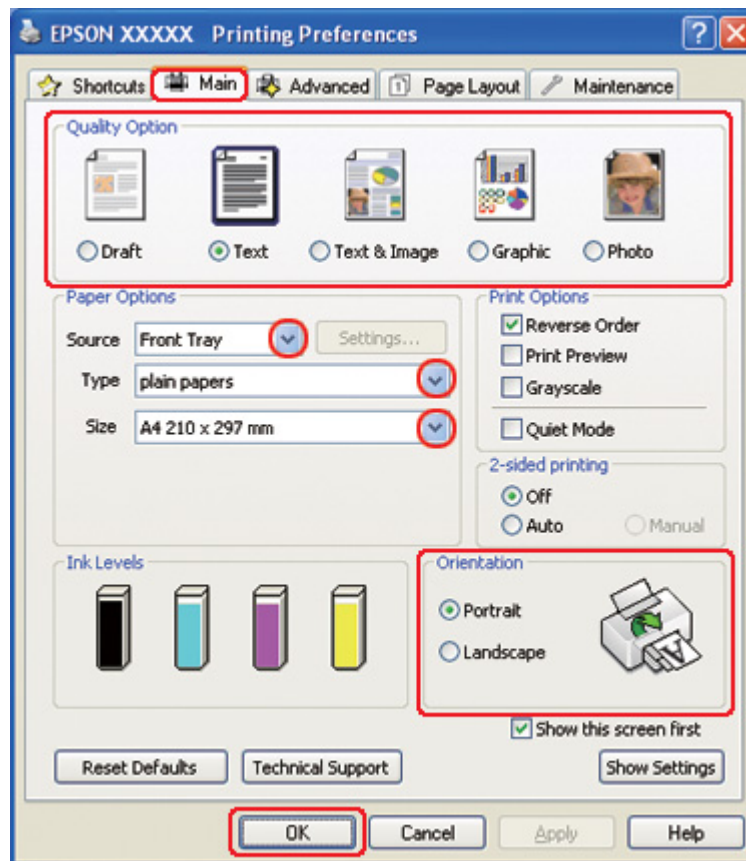 EPSON XXXXX Printing Preferences
Shortcuts Main Advanced Page Layout Maintenance
Quality Option
Draft Text Text & Image Graphic Photo
Paper Options
Source Front Tray Settings...
Type plain papers
Size A4 210 x 297 mm
Print Options
Reverse Order
Print Preview
Grayscale
Quiet Mode
2-sided printing
Off
Auto Manual
Ink Levels
Orientation
Portrait
Landscape
Show this screen first
Reset Defaults Technical Support Show Settings
OK Cancel Apply Help